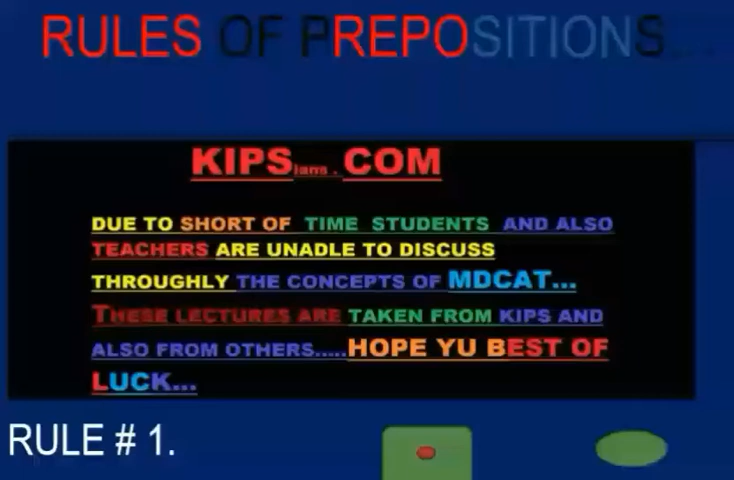 RULES OF PREPOSITIONS...
KIPSians.COM
DUE TO SHORT OF TIME STUDENTS AND ALSO
TEACHERS ARE UNADLE TO DISCUSS
THROUGHLY THE CONCEPTS OF MDCAT...
THESE LECTURES ARE TAKEN FROM KIPS AND
ALSO FROM OTHERS.....HOPE YU BEST OF
LUCK...
RULE # 1.